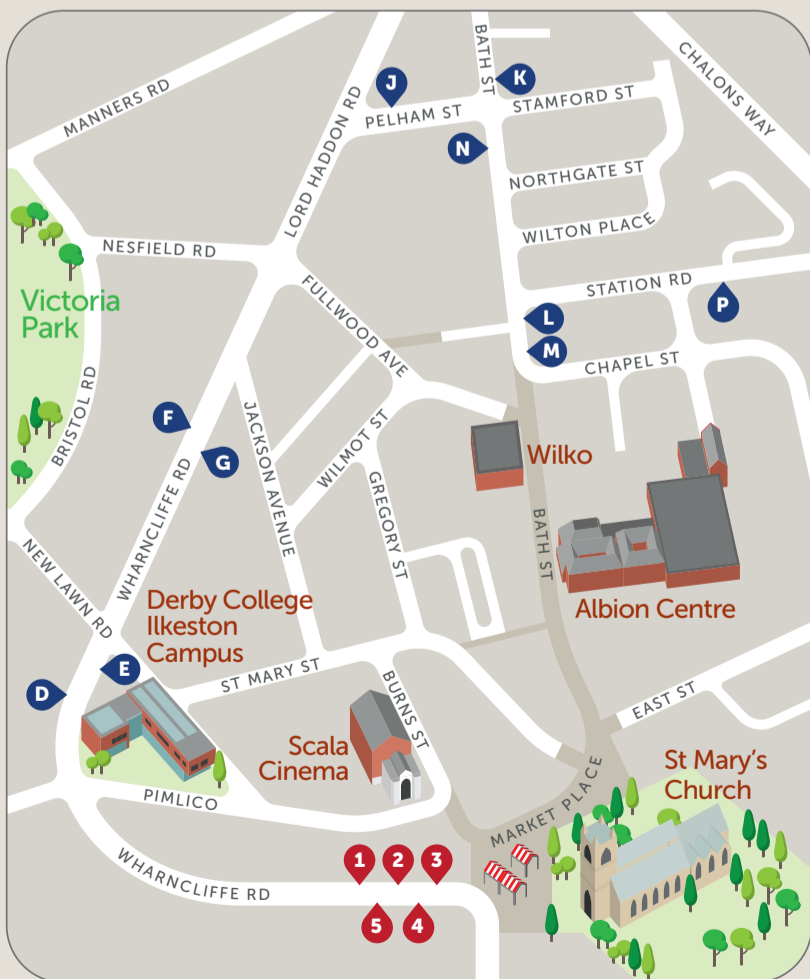 BATH ST
CHALONS WAY
J
K
MANNERS RD
STAMFORD ST
PELHAM ST
LORD HADDON RD
N
NORTHGATE ST
WILTON PLACE
NESFIELD RD
STATION RD
Victoria
Park
FULLWOOD AVE
P
L
M
CHAPEL ST
BRISTOL RD
F
G
JACKSON AVENUE
WILMOT ST
GREGORY ST
Wilko
BATH ST
WHARNCLIFFE RD
NEW LAWN RD
Derby College
Ilkeston
Campus
Albion Centre
D
E
ST MARY ST
BURNS ST
EAST ST
Scala
Cinema
St Mary's
Church
PIMLICO
MARKET PLACE
WHARNCLIFFE RD
1
2
3
5
4